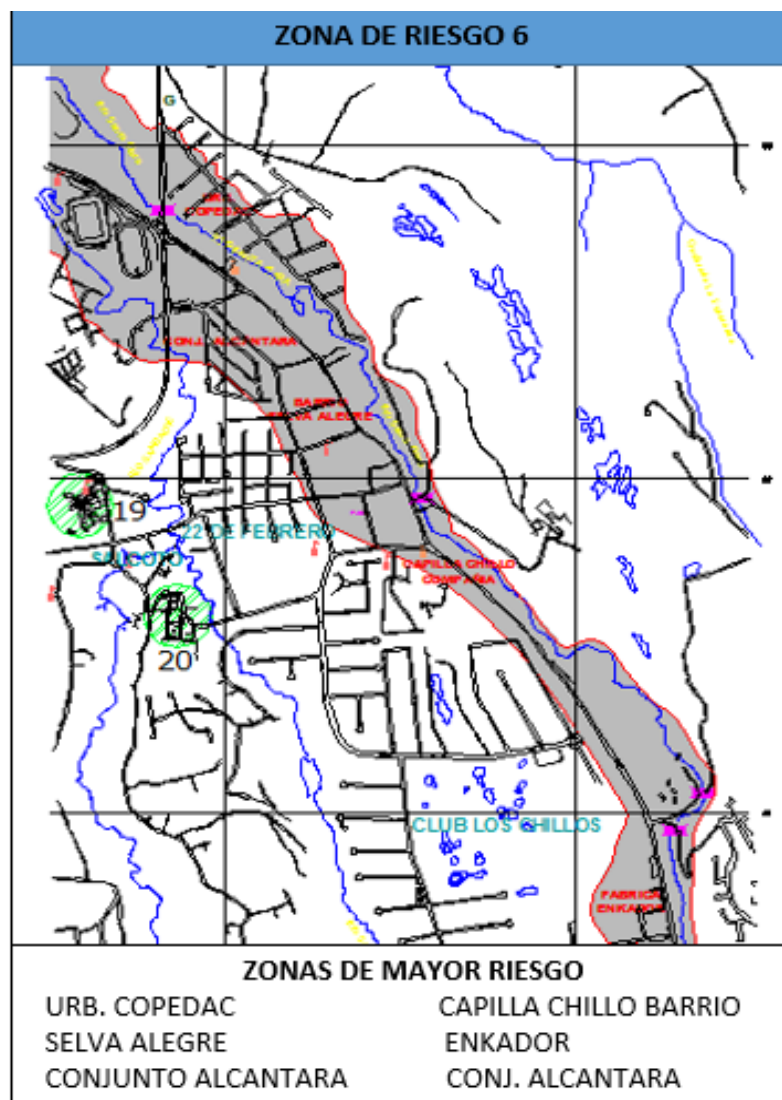 ZONA DE RIESGO 6
G
COPEDAC
CONJ. ALCANTARA
BARRIO
SELVA ALEGRE
19
22 DE FEBRERO
CAPILLA CHILLO
COMPAÑIA
20
CLUB LOS CHILLOS
FABRICA
ENKADOR
ZONAS DE MAYOR RIESGO
URB. COPEDAC CAPILLA CHILLO BARRIO
SELVA ALEGRE ENKADOR
CONJUNTO ALCANTARA CONJ. ALCANTARA